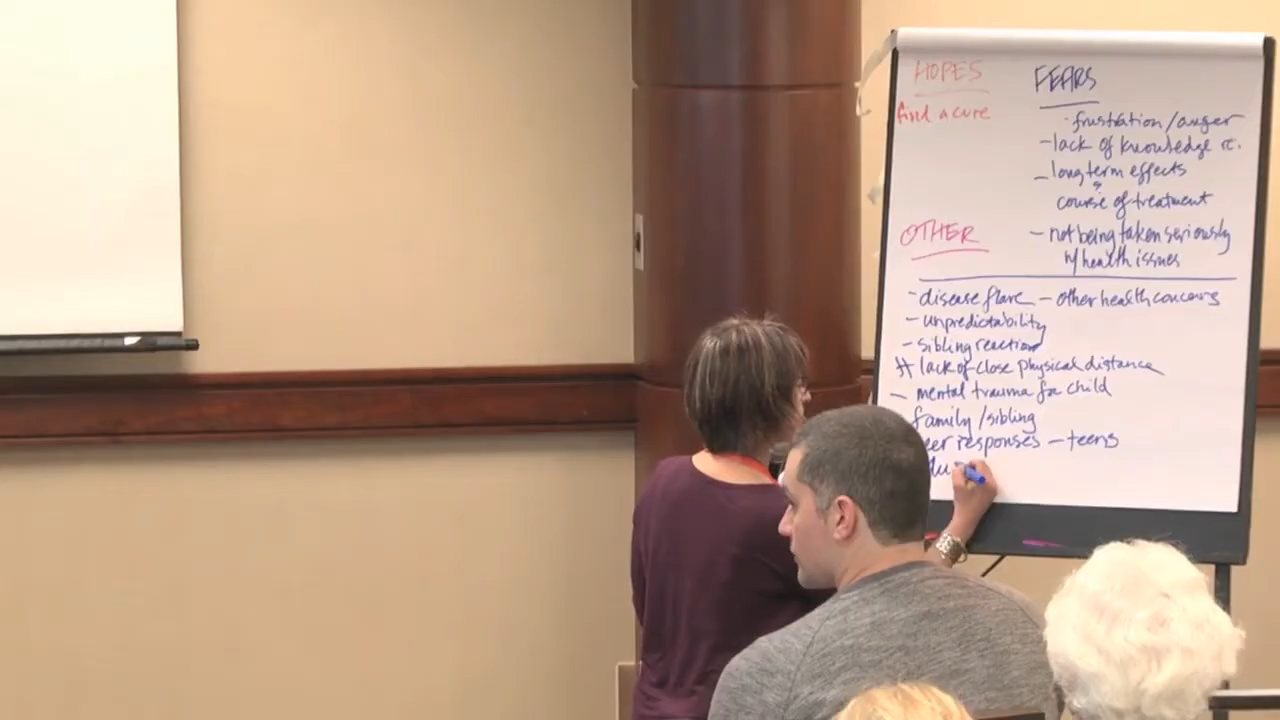 HOPES
find a cure
FEARS
- frustration/anger
- lack of knowledge re.
- long term effects
course of treatment
- not being taken seriously
w/ health issues
OTHER
- disease flare - other health concerns
- unpredictability
- sibling reaction
lack of close physical distance
- mental trauma for child
family/sibling
eer responses - teens